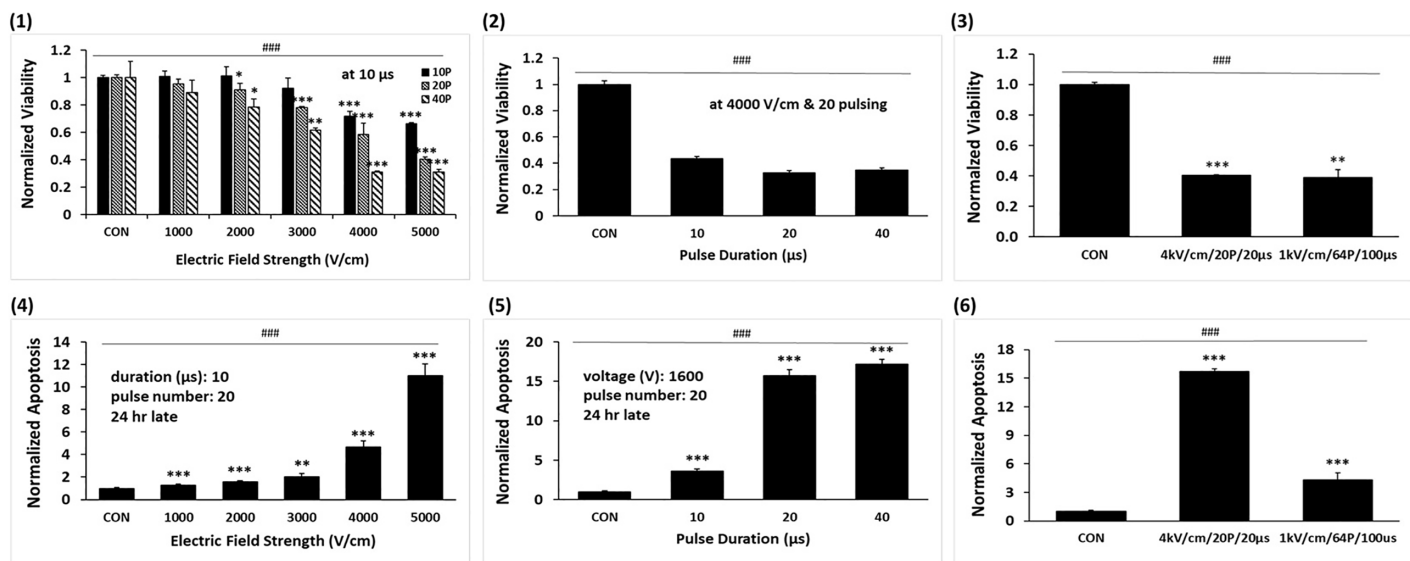 (1)
###
at 10 µs
10P
20P
40P
Normalized Viability
1.2
1
0.8
0.6
0.4
0.2
0
*
*
***
**
***
***
***
***
***
***
CON
1000
2000
3000
4000
5000
Electric Field Strength (V/cm)
(2)
###
at 4000 V/cm & 20 pulsing
Normalized Viability
1.2
1.0
0.8
0.6
0.4
0.2
0
CON
10
20
40
Pulse Duration (µs)
(3)
###
Normalized Viability
1.2
1.0
0.8
0.6
0.4
0.2
0.0
***
**
CON
4kV/cm/20P/20µs
1kV/cm/64P/100µs
(4)
###
duration (µs): 10
pulse number: 20
24 hr late
Normalized Apoptosis
14
12
10
8
6
4
2
0
***
***
**
***
***
CON
1000
2000
3000
4000
5000
Electric Field Strength (V/cm)
(5)
###
voltage (V): 1600
pulse number: 20
24 hr late
Normalized Apoptosis
20
15
10
5
0
***
***
***
CON
10
20
40
Pulse Duration (µs)
(6)
###
Normalized Apoptosis
18
15
12
9
6
3
0
***
***
CON
4kV/cm/20P/20µs
1kV/cm/64P/100us